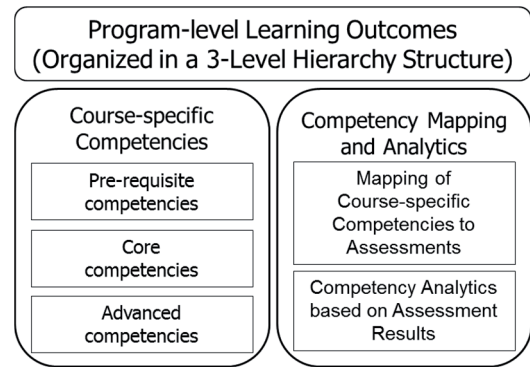 Program-level Learning Outcomes
(Organized in a 3-Level Hierarchy Structure)
Course-specific
Competencies
Pre-requisite
competencies
Core
competencies
Advanced
competencies
Competency Mapping
and Analytics
Mapping of
Course-specific
Competencies to
Assessments
Competency Analytics
based on Assessment
Results